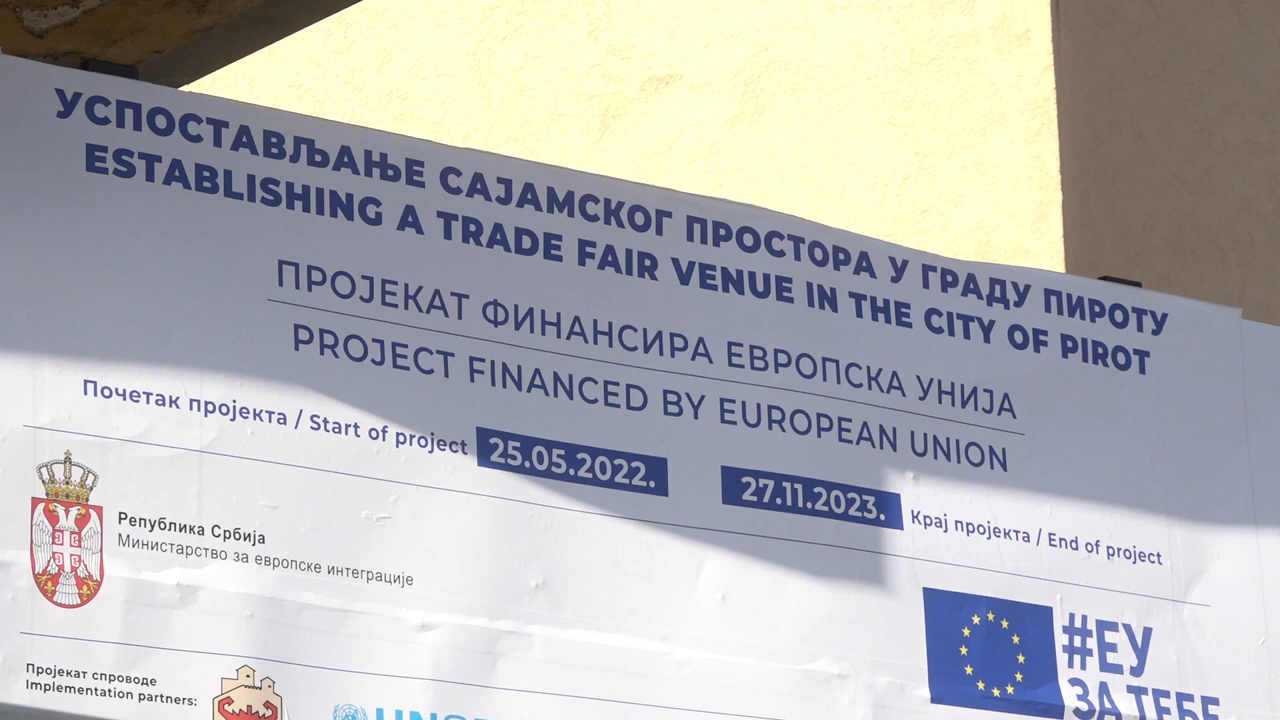 УСПОСТАВЉАЊЕ САЈАМСКОГ ПРОСТОРА У ГРАДУ ПИРОТУ
ESTABLISHING A TRADE FAIR VENUE IN THE CITY OF PIROT
ПРОЈЕКАТ ФИНАНСИРА ЕВРОПСКА УНИЈА
PROJECT FINANCED BY EUROPEAN UNION
Почетак пројекта / Start of project 25.05.2022.
27.11.2023. Крај пројекта / End of project
Република Србија
Министарство за европске интеграције
#ЕУ
ЗА ТЕБЕ
Пројекат спроводе
Implementation partners: